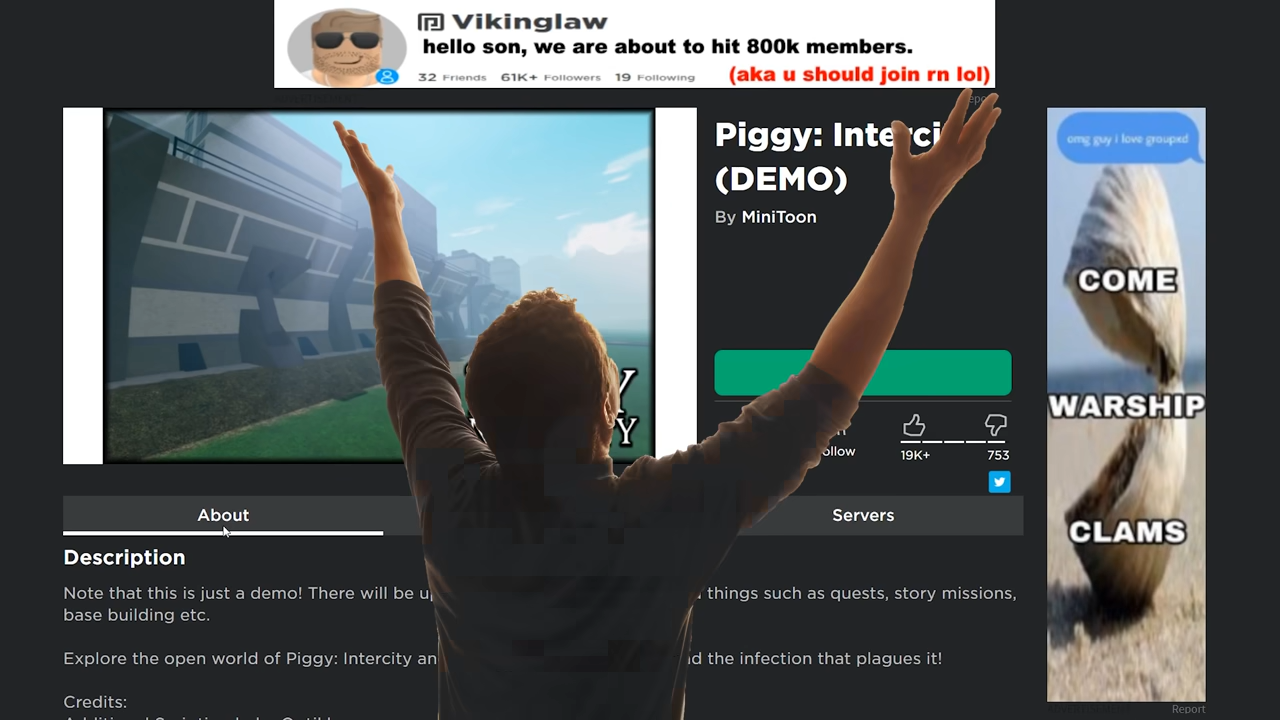 Vikinglaw
hello son, we are about to hit 800k members.
32 Friends 61K+ Followers 19 Following (aka u should join rn lol)
Piggy: Interci
(DEMO)
By MiniToon
Y
Y
ollow
19K+ 753
About Servers
Description
Note that this is just a demo! There will be u things such as quests, story missions,
base building etc.
Explore the open world of Piggy: Intercity an d the infection that plagues it!
Credits:
omg guy i love grouped
COME
WARSHIP
CLAMS
Report